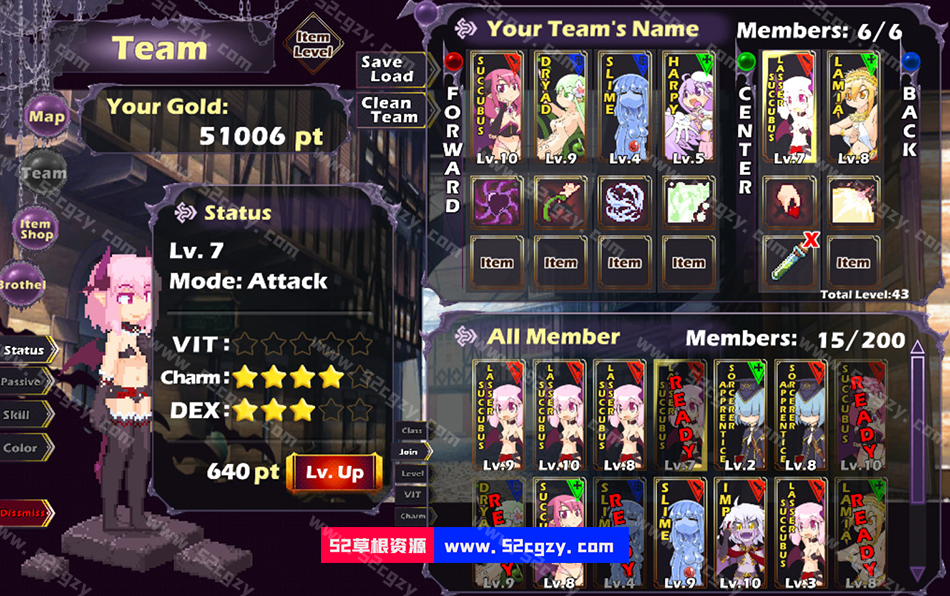 Team
Item
Level
Save
Load
Clean
Team
Your Gold:
51006 pt
Map
Team
Item
Shop
Brothel
Status
Lv. 7
Mode: Attack
VIT:
Charm:
DEX:
640 pt
Lv. Up
Status
Passive
Skill
Color
Dissmiss
Class
Join
Level
VIT
Charm
Your Team's Name
Members: 6/6
FORWARD
SUCCUBUS
Lv.10
DRYAD
Lv.9
SLIME
Lv.4
HARPY
Lv.5
CENTER
LASSER SUCCUBUS
Lv.7
LAMIA
Lv.8
BACK
Item
Item
Item
Item
X
Item
Total Level:43
All Member
Members: 15/200
LASSER SUCCUBUS
Lv.9
LASSER SUCCUBUS
Lv.10
LASSER SUCCUBUS
Lv.8
READY
Lv.7
SORCERER APPRENTICE
Lv.2
SORCERER APPRENTICE
Lv.8
SUCCUBUS
READY
Lv.10
DRYAD
READY
Lv.9
SUCCUBUS
Lv.8
SLIME
READY
Lv.4
SLIME
Lv.9
IMP
Lv.10
LASSER SUCCUBUS
Lv.3
LAMIA
READY
Lv.8
52草根资源
www.52cgzy.com